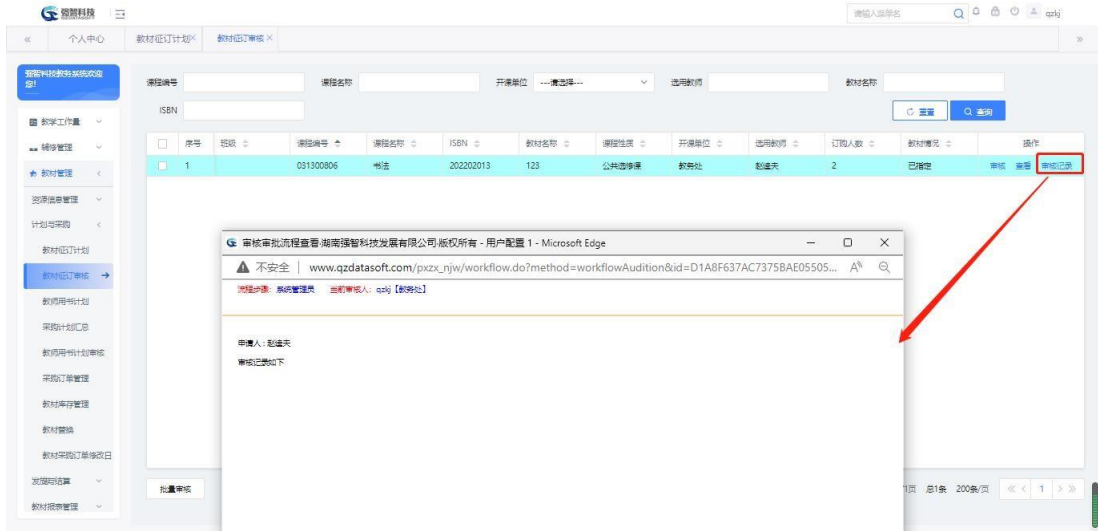 强智科技
请输入至学名
qzkj
个人中心
教材征订计划×
教材征订审核×
强智科技教务系统欢迎您!
课程编号
课程名称
开课单位 ---请选择---
选用教师
教材名称
ISBN
重置
查询
教学工作量
辅修管理
教材管理
资源信息管理
计划与采购
教材征订计划
教材征订审核
教师用书计划
采购计划汇总
教师用书计划审核
采购订单管理
教材库存管理
教材替换
教材采购订单修改日
发放与结算
教材报表管理
序号 班级 课程编号 课程名称 ISBN 教材名称 课程性质 开课单位 选用教师 订购人数 教材情况 操作
1 031300806 书法 202202013 123 公共选修课 教务处 赵逢天 2 已指定 审核 查看 审核记录
审核审批流程查看-湖南强智科技发展有限公司-版权所有 - 用户配置 1 - Microsoft Edge
不安全 | www.qzdatasoft.com/pxzx_njw/workflow.do?method=workflowAudition&id=D1A8F637AC7375BAE05505...
流程步骤: 系统管理员 当前审核人: qzkj【教务处】
申请人:赵逢天
审核记录如下
批量审核
1页 总1条 200条/页 1